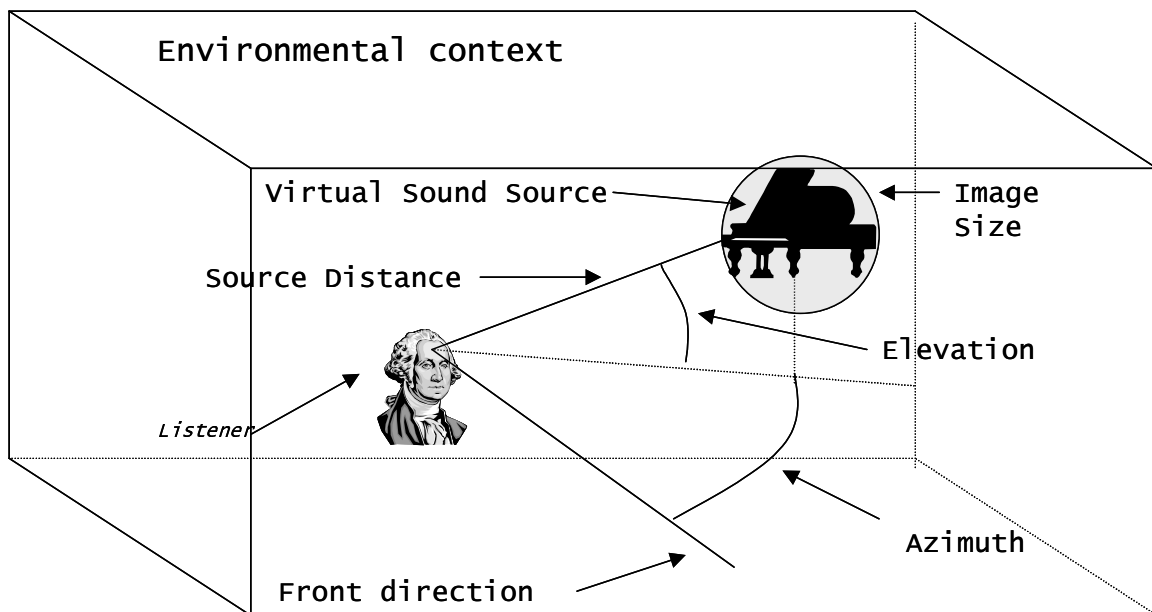 Environmental context
Virtual Sound Source
Image
Size
Source Distance
Elevation
Listener
Azimuth
Front direction